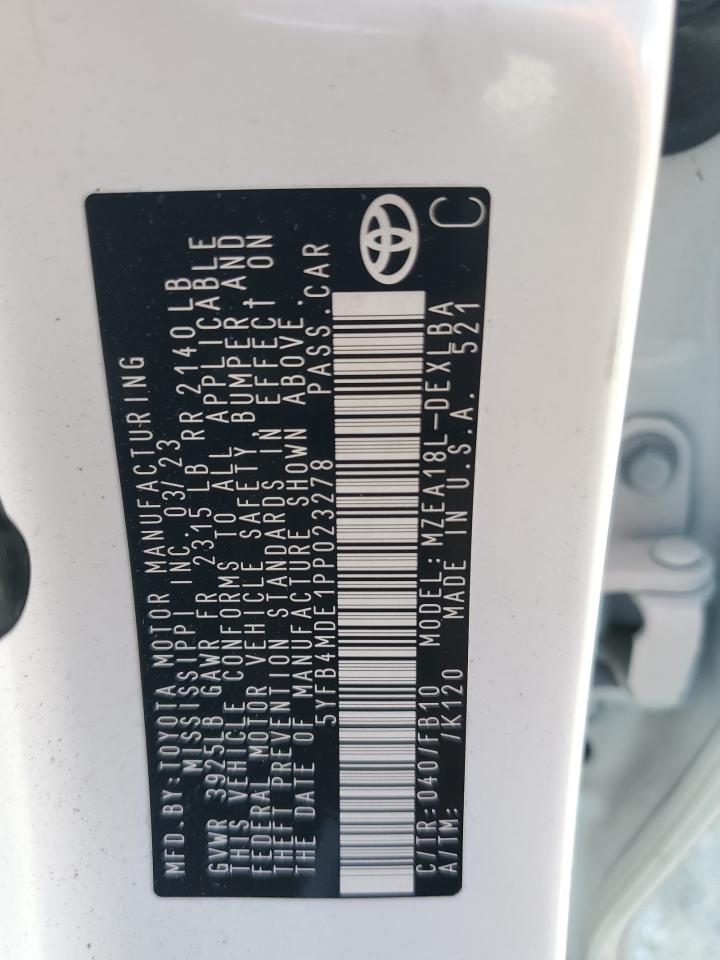 MFD BY: TOYOTA MOTOR MANUFACTURING
MISSISSIPPI INC. 03/23
GVWR 3925LB GAWR FR 2315 LB RR 2140LB
THIS VEHICLE CONFORMS TO ALL APPLICABLE
FEDERAL MOTOR VEHICLE SAFETY BUMPER AND
THEFT PREVENTION STANDARDS IN EFFECT ON
THE DATE OF MANUFACTURE SHOWN ABOVE.
5YFB4MDE1PP023278 PASS. CAR
C/TR: 040/FB10 MODEL: MZEA18L-DEXLBA
A/TM: /K120 MADE IN U.S.A. 521
C